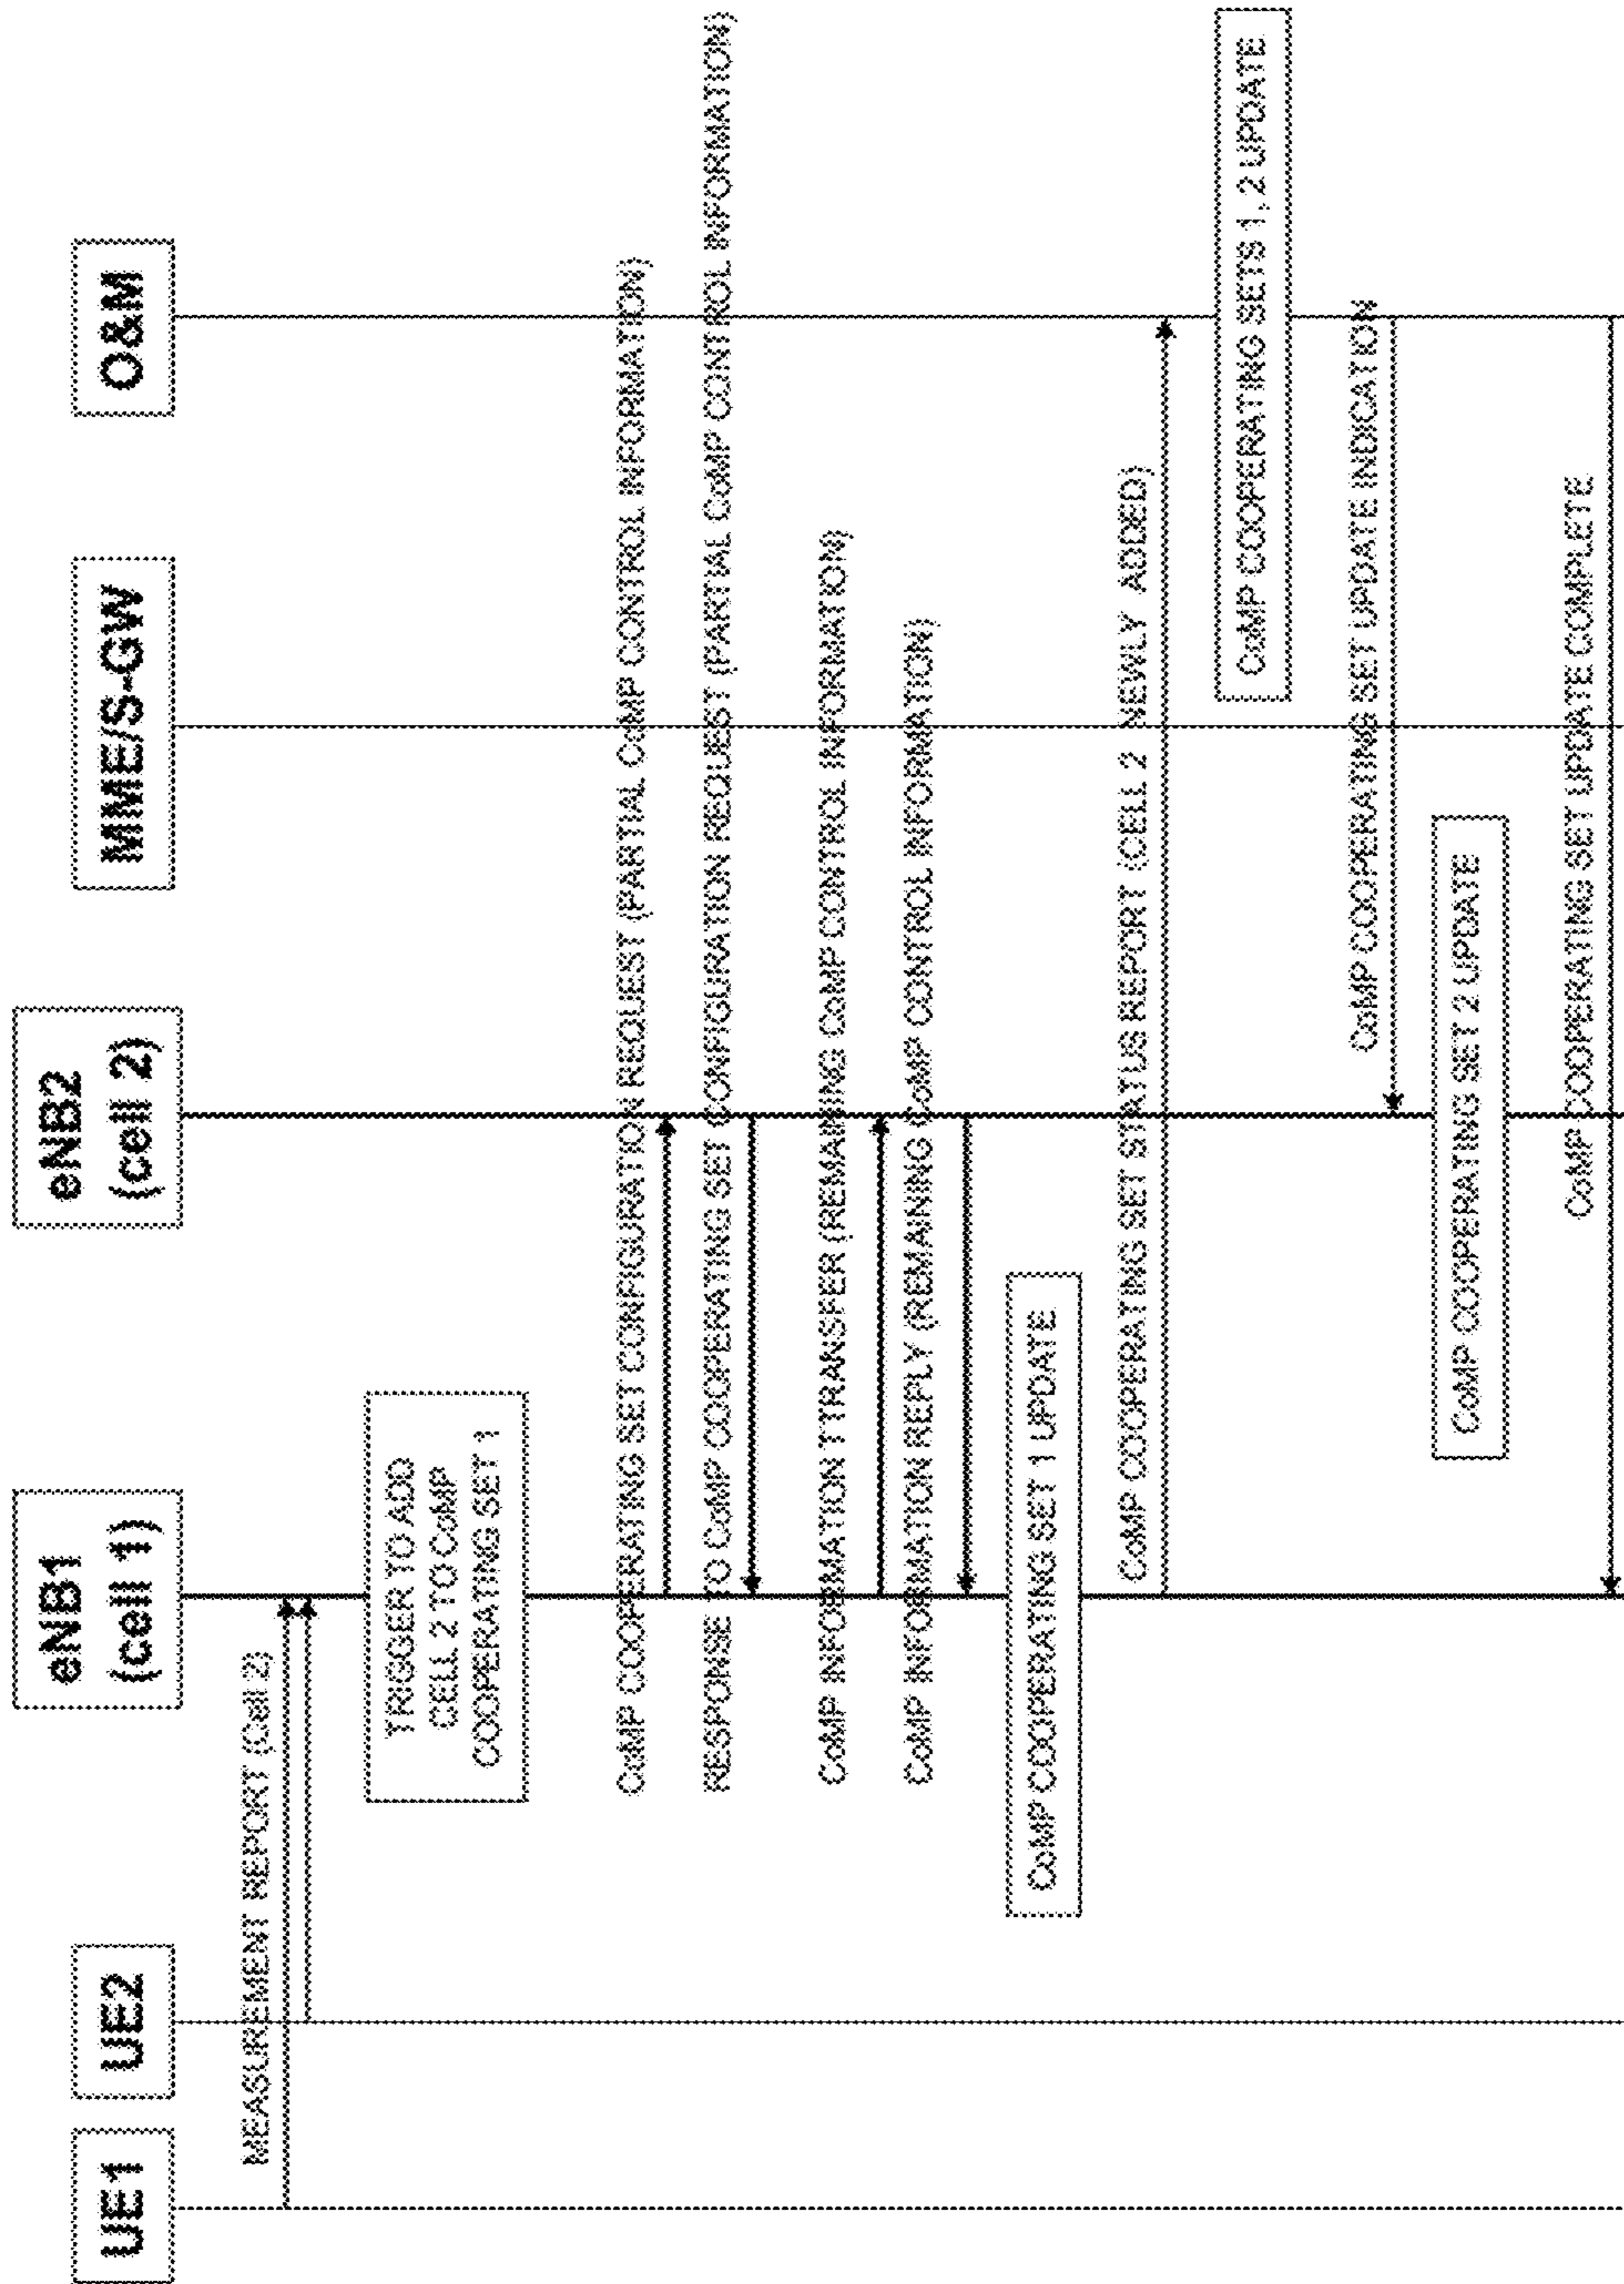 UE1
UE2
eNB1
(cell 1)
eNB2
(cell 2)
MME/S-GW
O&M
MEASUREMENT REPORT (Cell 2)
TRIGGER TO ADD
CELL 2 TO CoMP
COOPERATING SET 1
CoMP COOPERATING SET CONFIGURATION REQUEST (PARTIAL CoMP CONTROL INFORMATION)
RESPONSE TO CoMP COOPERATING SET CONFIGURATION REQUEST (PARTIAL CoMP CONTROL INFORMATION)
CoMP INFORMATION TTRANSFER (REMAINING CoMP CONTROL INFORMATION)
CoMP INFORMATION REPLY (REMAINING CoMP CONTROL INFORMATION)
CoMP COOPERATING SET 1 UPDATE
CoMP COOPERATING SET STATUS REPORT (CELL 2 NEWLY ADDED)
CoMP COOPERATING SETS 1, 2 UPDATE
CoMP COOPERATING SET UPDATE INDICATION
CoMP COOPERATING SET 2 UPDATE
CoMP COOPERATING SET UPDATE COMPLETE